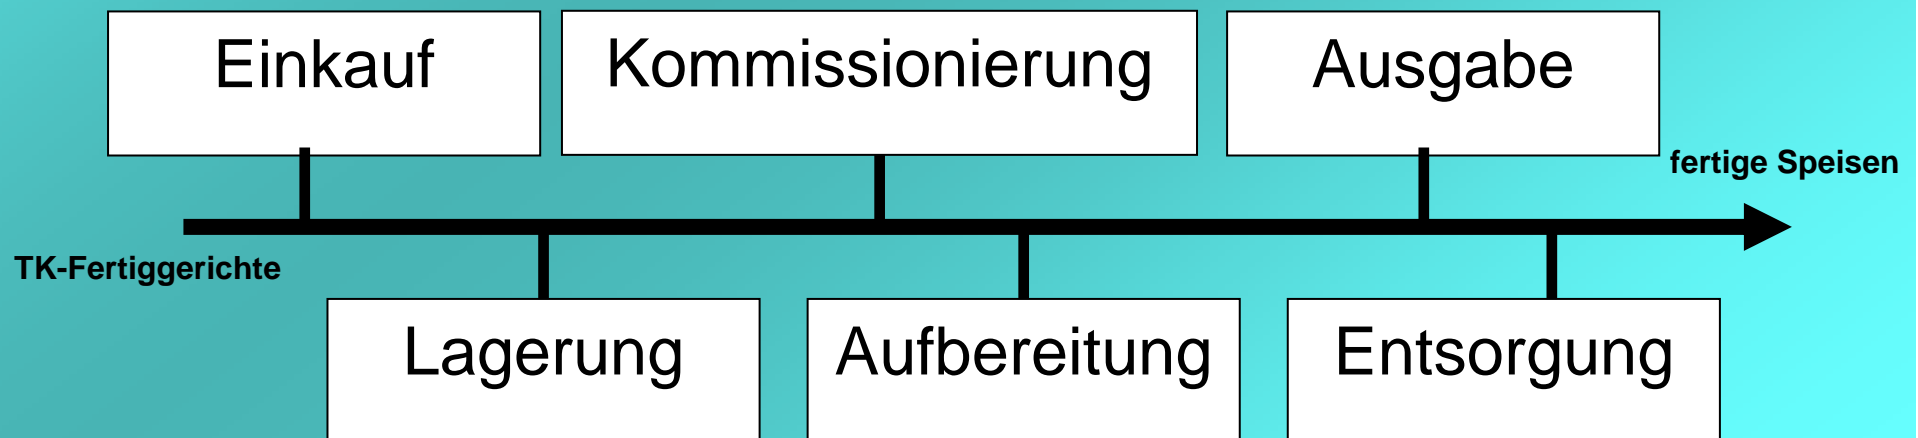 Einkauf
Kommissionierung
Ausgabe
fertige Speisen
TK-Fertiggerichte
Lagerung
Aufbereitung
Entsorgung